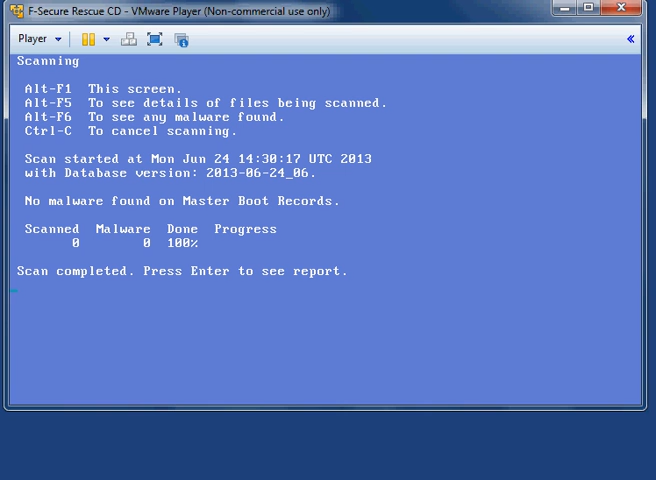 F-Secure Rescue CD - VMware Player (Non-commercial use only)
Player
Scanning
Alt-F1 This screen.
Alt-F5 To see details of files being scanned.
Alt-F6 To see any malware found.
Ctrl-C To cancel scanning.
Scan started at Mon Jun 24 14:30:17 UTC 2013
with Database version: 2013-06-24_06.
No malware found on Master Boot Records.
Scanned Malware Done Progress
0 0 100%
Scan completed. Press Enter to see report.